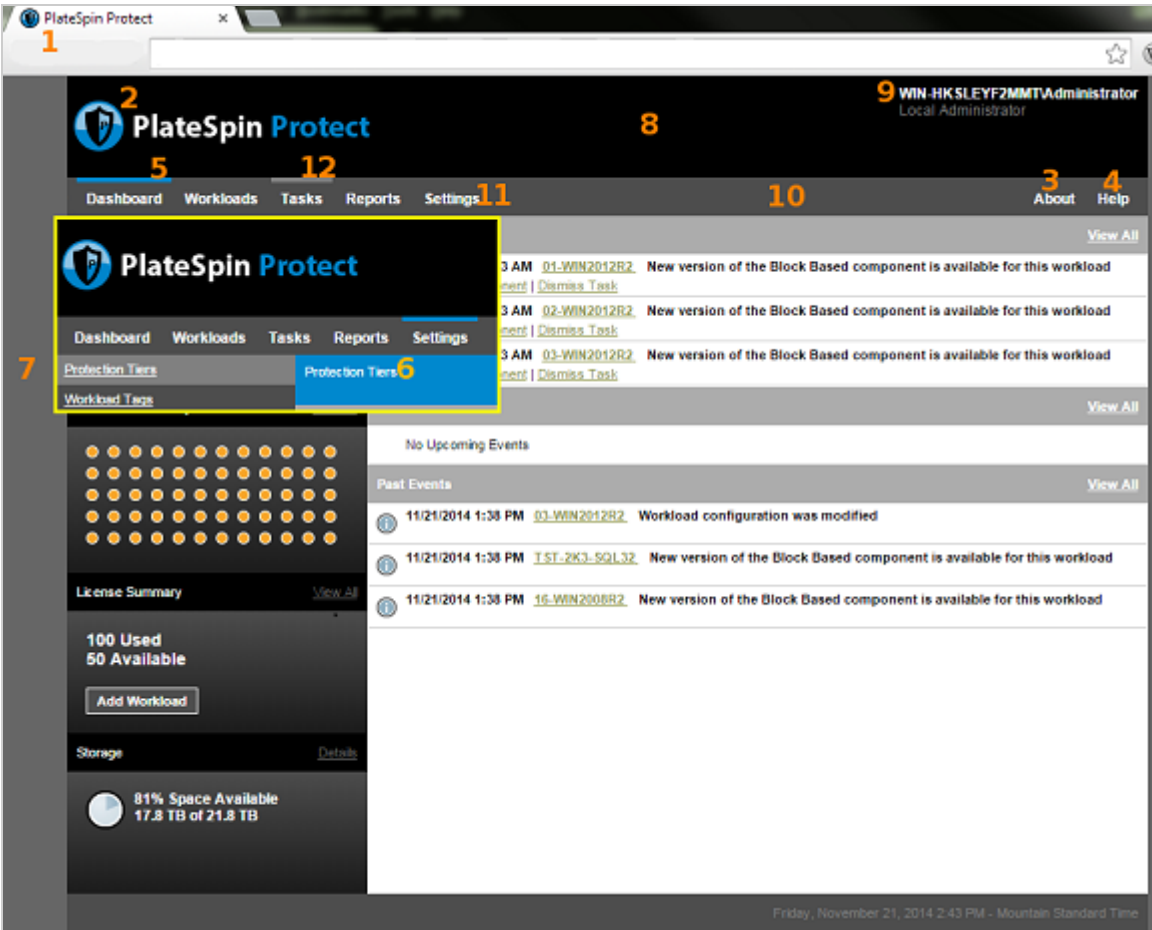 PlateSpin Protect ×
1
2
9 WIN-HKSLEYF2MMT\Administrator
Local Administrator
PlateSpin Protect
8
5 12 3 4
Dashboard Workloads Tasks Reports Settings 11 10 About Help
View All
PlateSpin Protect
Dashboard Workloads Tasks Reports Settings
7
Protection Tiers
Protection Tiers 6
Workload Tags
3 AM 01-WIN2012R2 New version of the Block Based component is available for this workload
nent | Dismiss Task
3 AM 02-WIN2012R2 New version of the Block Based component is available for this workload
nent | Dismiss Task
3 AM 03-WIN2012R2 New version of the Block Based component is available for this workload
nent | Dismiss Task
View All
No Upcoming Events
Past Events View All
11/21/2014 1:38 PM 03-WIN2012R2 Workload configuration was modified
11/21/2014 1:38 PM TST-2K3-SQL32 New version of the Block Based component is available for this workload
11/21/2014 1:38 PM 16-WIN2008R2 New version of the Block Based component is available for this workload
License Summary View All
100 Used
50 Available
Add Workload
Storage Details
81% Space Available
17.8 TB of 21.8 TB
Friday, November 21, 2014 2:43 PM - Mountain Standard Time